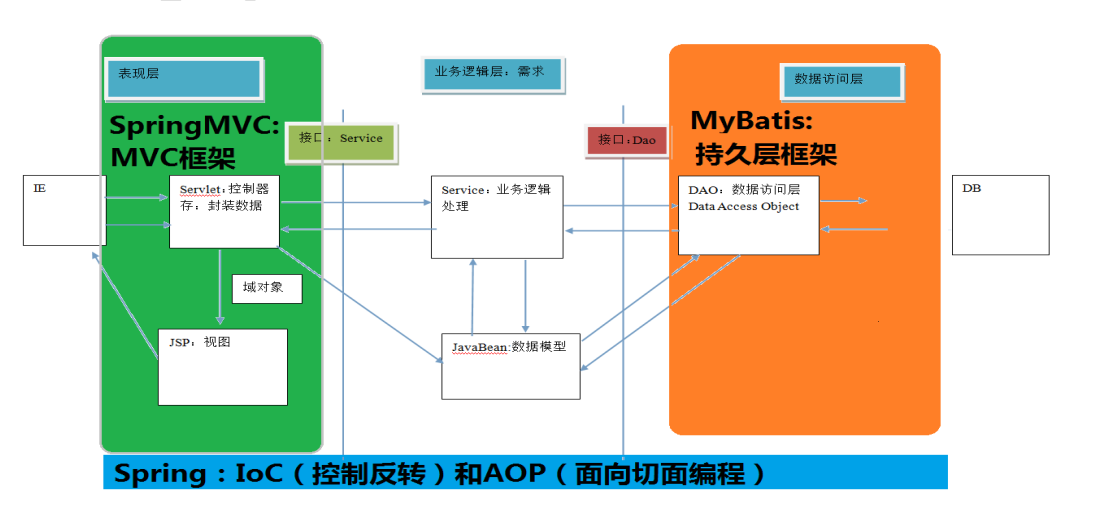 表现层
业务逻辑层：需求
数据访问层
SpringMVC:
MVC框架
接口：Service
接口：Dao
MyBatis:
持久层框架
IE
Servlet:控制器
存：封装数据
Service：业务逻辑
处理
DAO：数据访问层
Data Access Object
DB
域对象
JSP：视图
JavaBean:数据模型
Spring：IoC（控制反转）和AOP（面向切面编程）